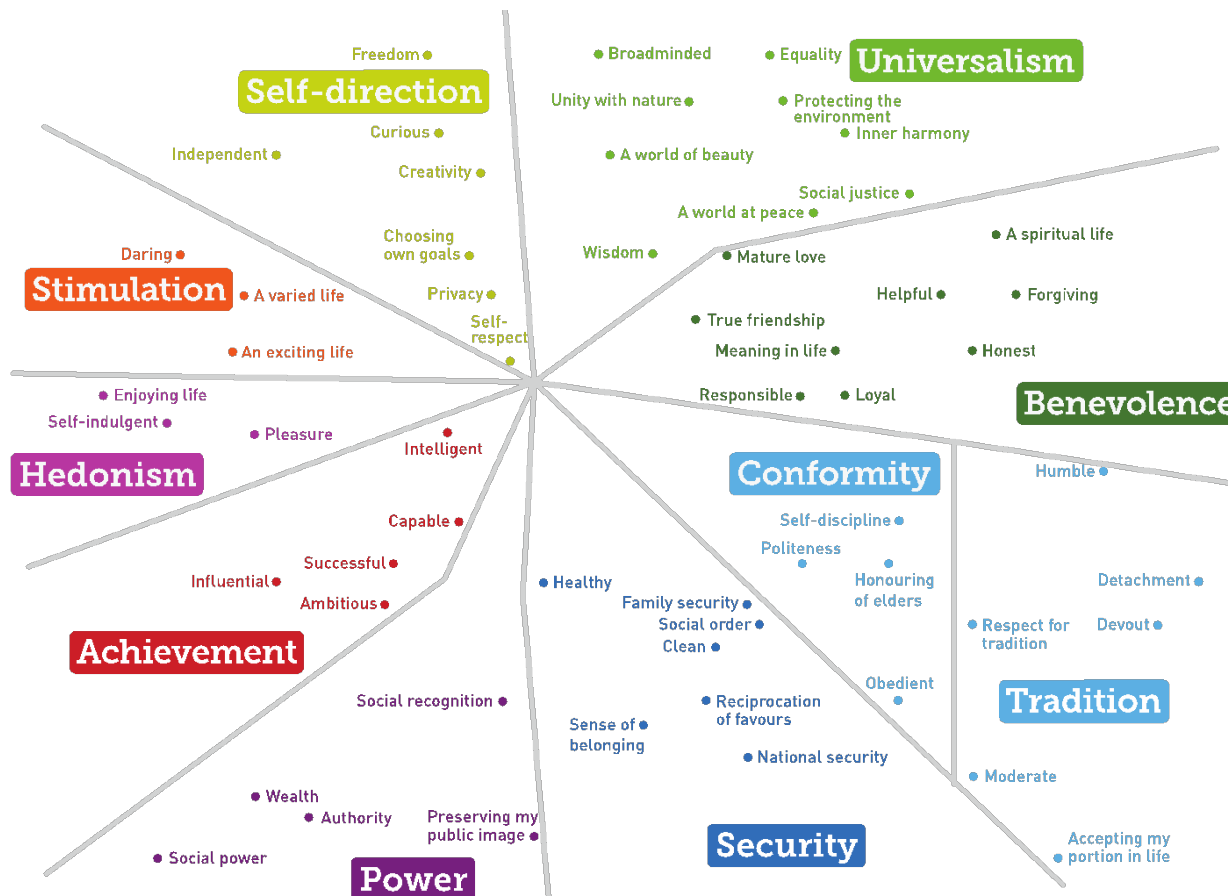 Freedom
Self-direction
Curious
Independent
Creativity
Choosing
own goals
Privacy
Self-
respect
Broadminded
Equality
Universalism
Unity with nature
Protecting the
environment
Inner harmony
A world of beauty
Social justice
A world at peace
Wisdom
Daring
Stimulation
A varied life
An exciting life
Mature love
A spiritual life
Helpful
Forgiving
True friendship
Meaning in life
Honest
Responsible
Loyal
Benevolence
Enjoying life
Self-indulgent
Pleasure
Hedonism
Intelligent
Capable
Successful
Influential
Ambitious
Achievement
Conformity
Self-discipline
Politeness
Honouring
of elders
Obedient
Humble
Detachment
Respect for
tradition
Devout
Tradition
Moderate
Accepting my
portion in life
Healthy
Family security
Social order
Clean
Reciprocation
of favours
Sense of
belonging
National security
Security
Social recognition
Wealth
Authority
Preserving my
public image
Social power
Power